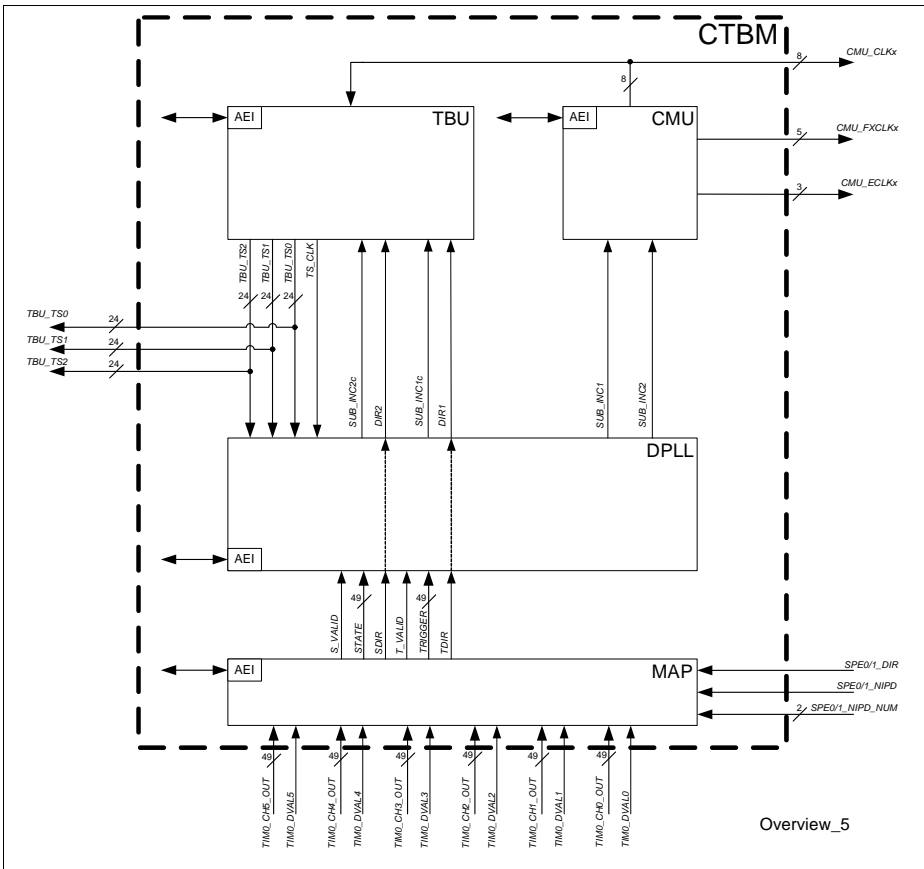 CTBM
8
CMU_CLKx
8
AEI
TBU
AEI
CMU
5
CMU_FXCLKx
3
CMU_ECLKx
TBU_TS2
TBU_TS1
TBU_TS0
TS_CLK
24
24
24
TBU_TS0
24
TBU_TS1
24
TBU_TS2
24
SUB_INC2c
DIR2
SUB_INC1c
DIR1
SUB_INC1
SUB_INC2
DPLL
AEI
S_VALID
STATE
49
SDIR
T_VALID
TRIGGER
49
TDIR
AEI
MAP
SPE0/1_DIR
SPE0/1_NIPD
2
SPE0/1_NIPD_NUM
49
49
49
49
49
49
TIM0_CH5_OUT
TIM0_DVAL5
TIM0_CH4_OUT
TIM0_DVAL4
TIM0_CH3_OUT
TIM0_DVAL3
TIM0_CH2_OUT
TIM0_DVAL2
TIM0_CH1_OUT
TIM0_DVAL1
TIM0_CH0_OUT
TIM0_DVAL0
Overview_5